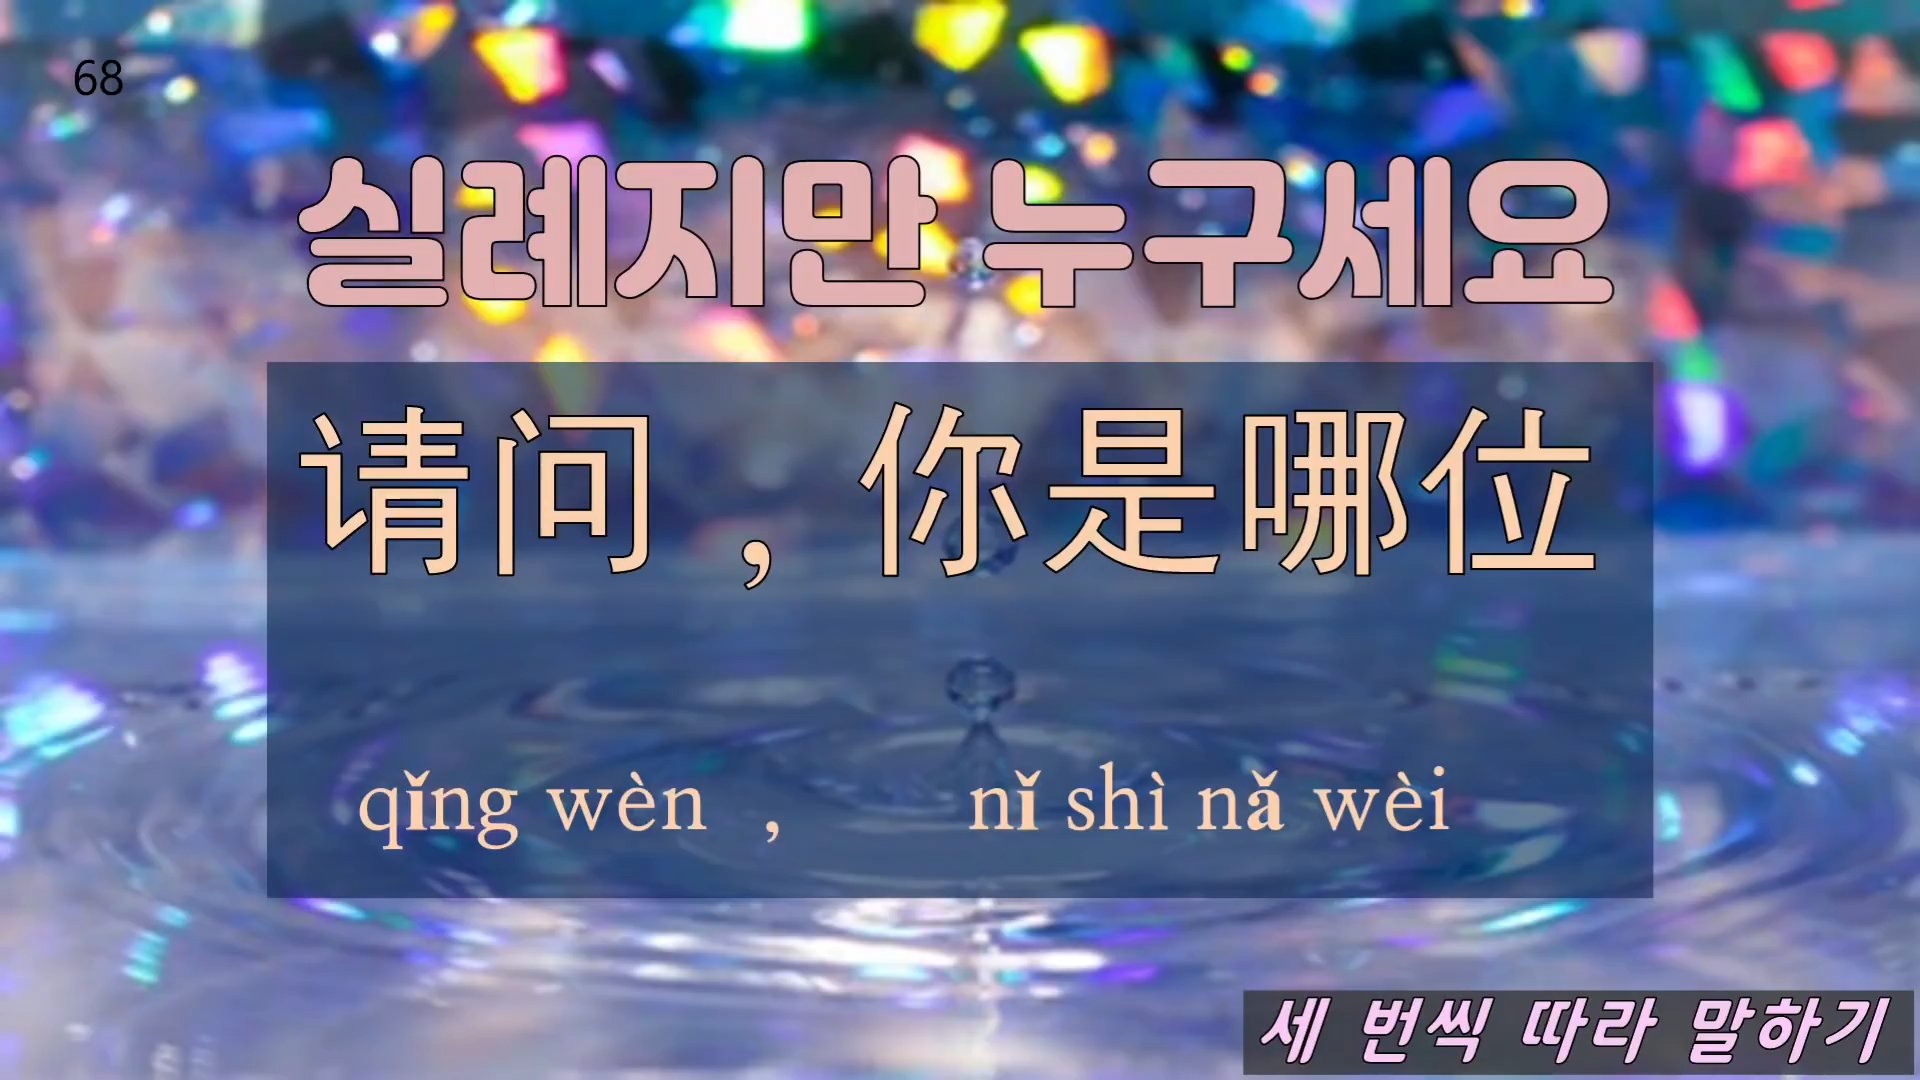 68
실례지만 누구세요
请问，你是哪位
qǐng wèn , nǐ shì nǎ wèi
세 번씩 따라 말하기